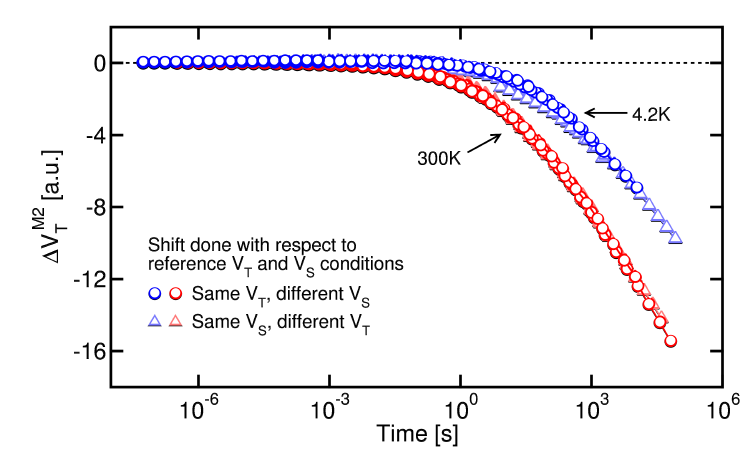 0
-4
-8
-12
-16
ΔV_T^M2 [a.u.]
4.2K
300K
Shift done with respect to
reference V_T and V_S conditions
Same V_T, different V_S
Same V_S, different V_T
10^-6
10^-3
10^0
10^3
10^6
Time [s]